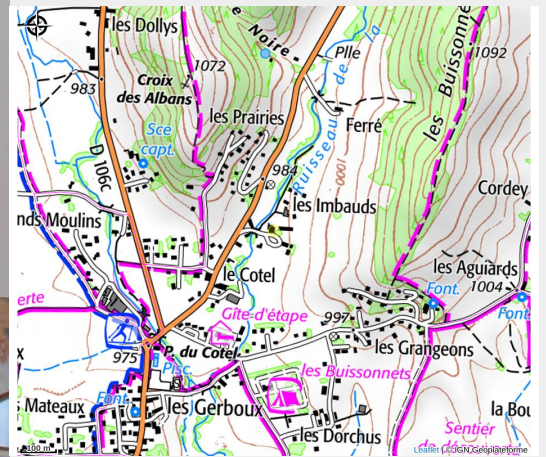 les Dollys
Noire
Plle
la
de
Ruisseau
les Buissonne
1092
1072
983
Croix
des Albans
les Prairies
Sce
capt.
Ferré
D 106c
984
1000
Cordey
nds Moulins
les Imbauds
les Aguiards
le Cotel
1004
Font.
Font
erte
Gîte-d'étape
997
975
P. du Cotel
Pisc.
les Grangeons
les Buissonnets
Font.
Mateaux
les Gerboux
la Bou
les Dorchus
Sentier
100 m
Leaflet | © IGN, Géoplateforme